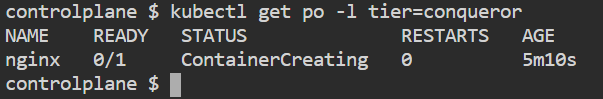 controlplane $ kubectl get po -l tier=conqueror
NAME    READY   STATUS              RESTARTS   AGE
nginx   0/1     ContainerCreating   0          5m10s
controlplane $